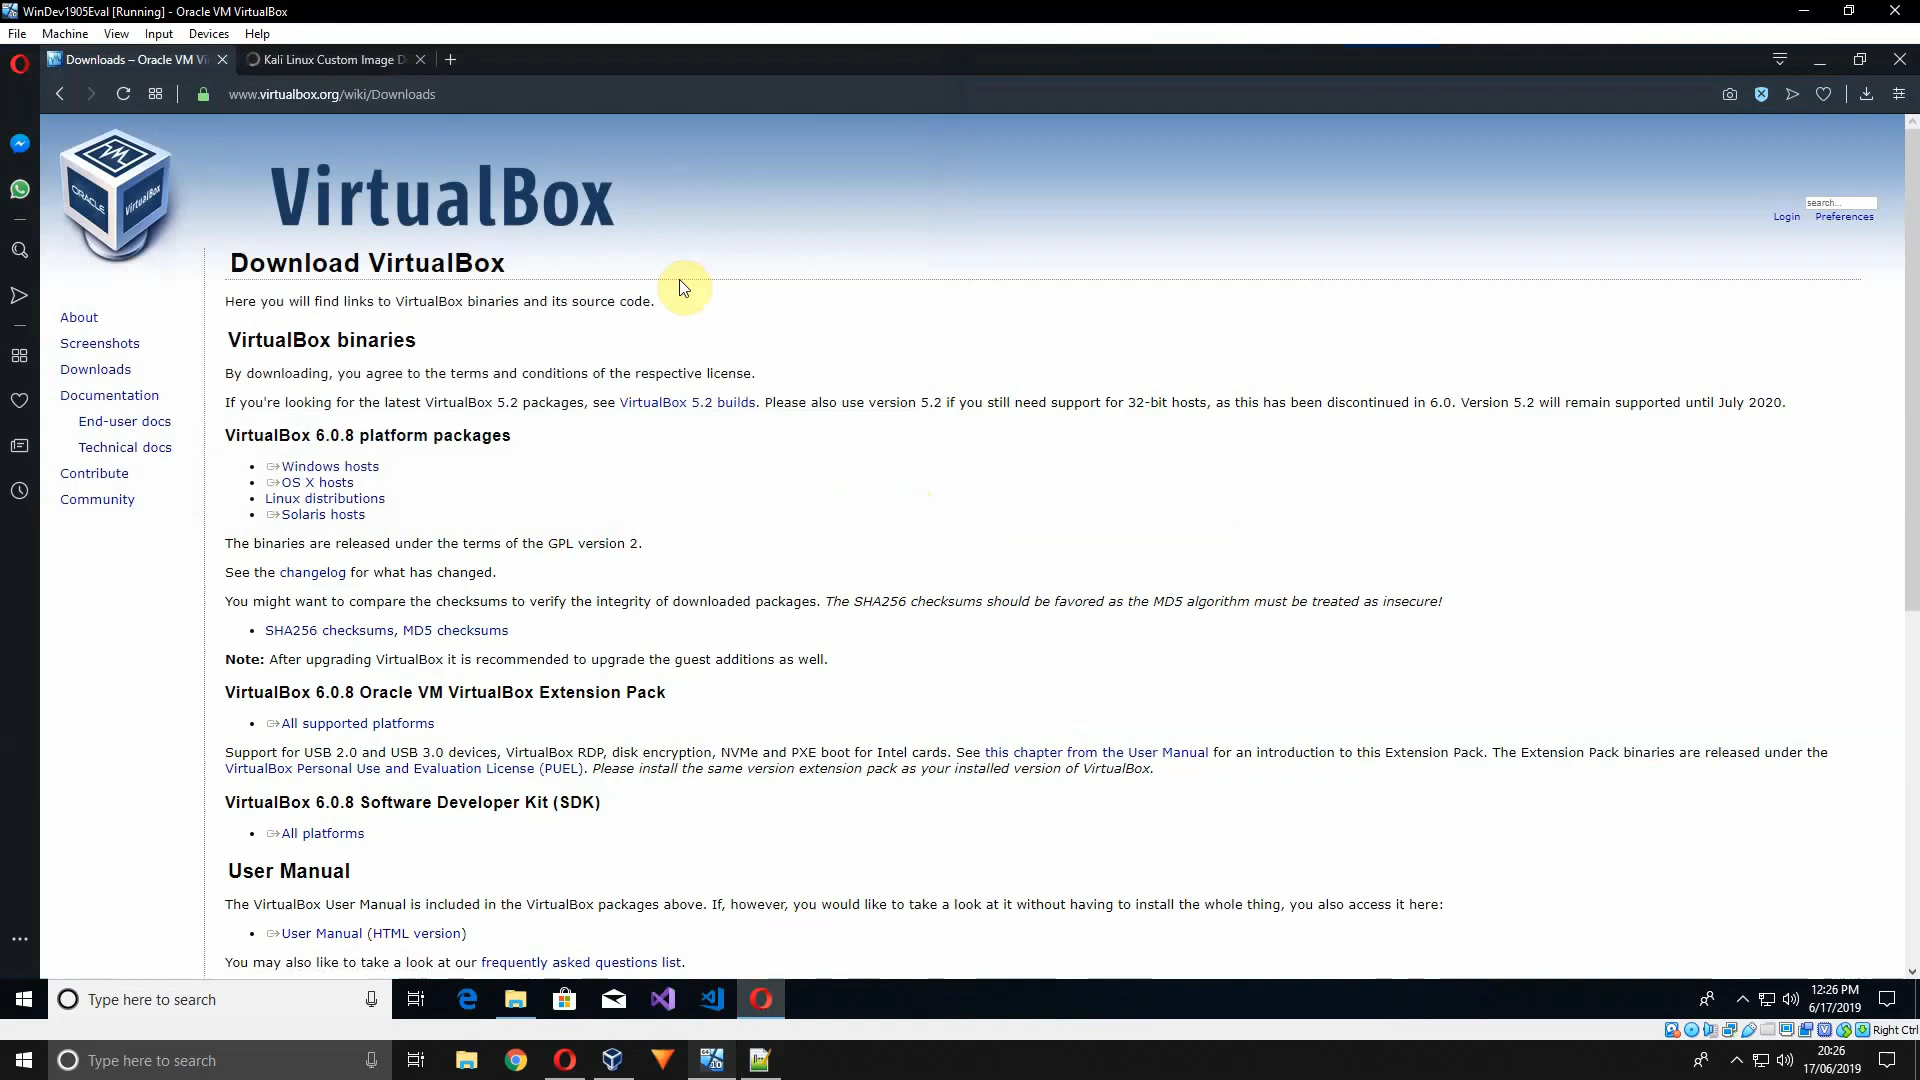 WinDev1905Eval [Running] - Oracle VM VirtualBox
File Machine View Input Devices Help
Downloads – Oracle VM Vi
Kali Linux Custom Image D
www.virtualbox.org/wiki/Downloads
ORACLE
VirtualBox
VirtualBox
search...
Login Preferences
Download VirtualBox
Here you will find links to VirtualBox binaries and its source code.
About
Screenshots
Downloads
Documentation
End-user docs
Technical docs
Contribute
Community
VirtualBox binaries
By downloading, you agree to the terms and conditions of the respective license.
If you're looking for the latest VirtualBox 5.2 packages, see VirtualBox 5.2 builds. Please also use version 5.2 if you still need support for 32-bit hosts, as this has been discontinued in 6.0. Version 5.2 will remain supported until July 2020.
VirtualBox 6.0.8 platform packages
Windows hosts
OS X hosts
Linux distributions
Solaris hosts
The binaries are released under the terms of the GPL version 2.
See the changelog for what has changed.
You might want to compare the checksums to verify the integrity of downloaded packages. The SHA256 checksums should be favored as the MD5 algorithm must be treated as insecure!
SHA256 checksums, MD5 checksums
Note: After upgrading VirtualBox it is recommended to upgrade the guest additions as well.
VirtualBox 6.0.8 Oracle VM VirtualBox Extension Pack
All supported platforms
Support for USB 2.0 and USB 3.0 devices, VirtualBox RDP, disk encryption, NVMe and PXE boot for Intel cards. See this chapter from the User Manual for an introduction to this Extension Pack. The Extension Pack binaries are released under the
VirtualBox Personal Use and Evaluation License (PUEL). Please install the same version extension pack as your installed version of VirtualBox.
VirtualBox 6.0.8 Software Developer Kit (SDK)
All platforms
User Manual
The VirtualBox User Manual is included in the VirtualBox packages above. If, however, you would like to take a look at it without having to install the whole thing, you also access it here:
User Manual (HTML version)
You may also like to take a look at our frequently asked questions list.
Type here to search
12:26 PM
6/17/2019
Right Ctrl
Type here to search
20:26
17/06/2019